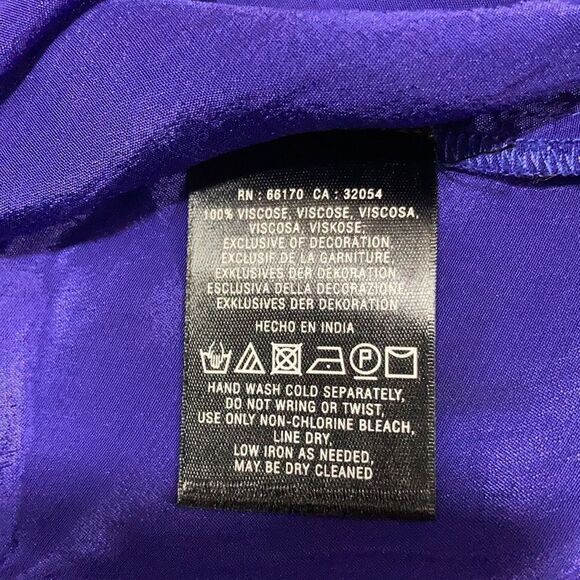 RN : 66170 CA : 32054
100% VISCOSE, VISCOSE, VISCOSA,
VISCOSA, VISKOSE,
EXCLUSIVE OF DECORATION,
EXCLUSIF DE LA GARNITURE,
EXKLUSIVES DER DEKORATION,
ESCLUSIVA DELLA DECORAZIONE,
EXKLUSIVES DER DEKORATION
HECHO EN INDIA
P
HAND WASH COLD SEPARATELY,
DO NOT WRING OR TWIST,
USE ONLY NON-CHLORINE BLEACH,
LINE DRY,
LOW IRON AS NEEDED,
MAY BE DRY CLEANED